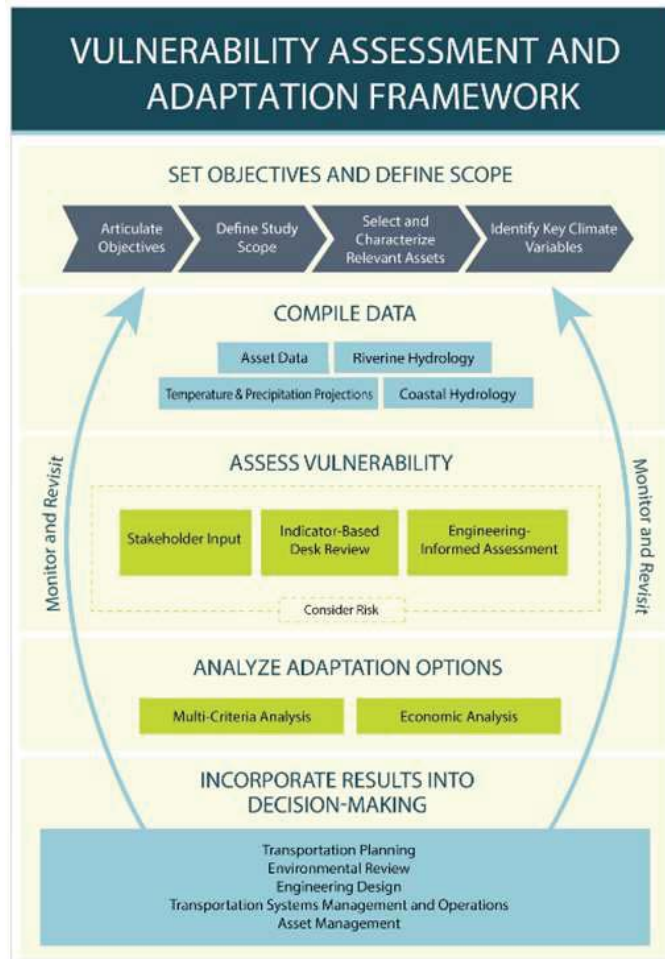 VULNERABILITY ASSESSMENT AND
ADAPTATION FRAMEWORK
SET OBJECTIVES AND DEFINE SCOPE
Articulate
Objectives
Define Study
Scope
Select and
Characterize
Relevant Assets
Identify Key Climate
Variables
COMPILE DATA
Asset Data
Riverine Hydrology
Temperature & Precipitation Projections
Coastal Hydrology
ASSESS VULNERABILITY
Stakeholder Input
Indicator-Based
Desk Review
Engineering-
Informed Assessment
Consider Risk
Monitor and Revisit
Monitor and Revisit
ANALYZE ADAPTATION OPTIONS
Multi-Criteria Analysis
Economic Analysis
INCORPORATE RESULTS INTO
DECISION-MAKING
Transportation Planning
Environmental Review
Engineering Design
Transportation Systems Management and Operations
Asset Management